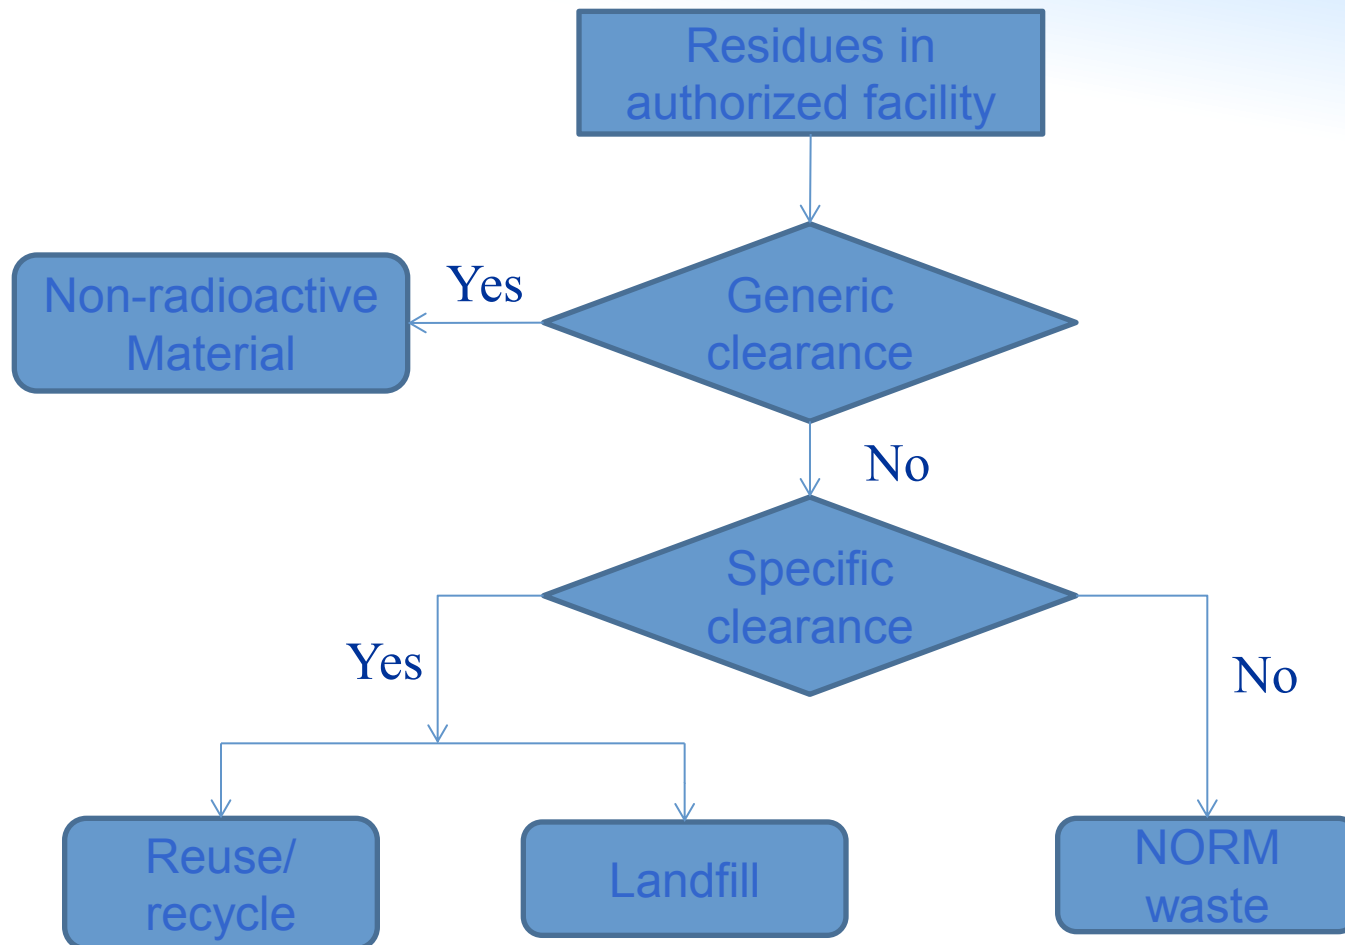 Residues in
authorized facility
Yes
Non-radioactive
Material
Generic
clearance
No
Specific
clearance
Yes
No
Reuse/
recycle
Landfill
NORM
waste